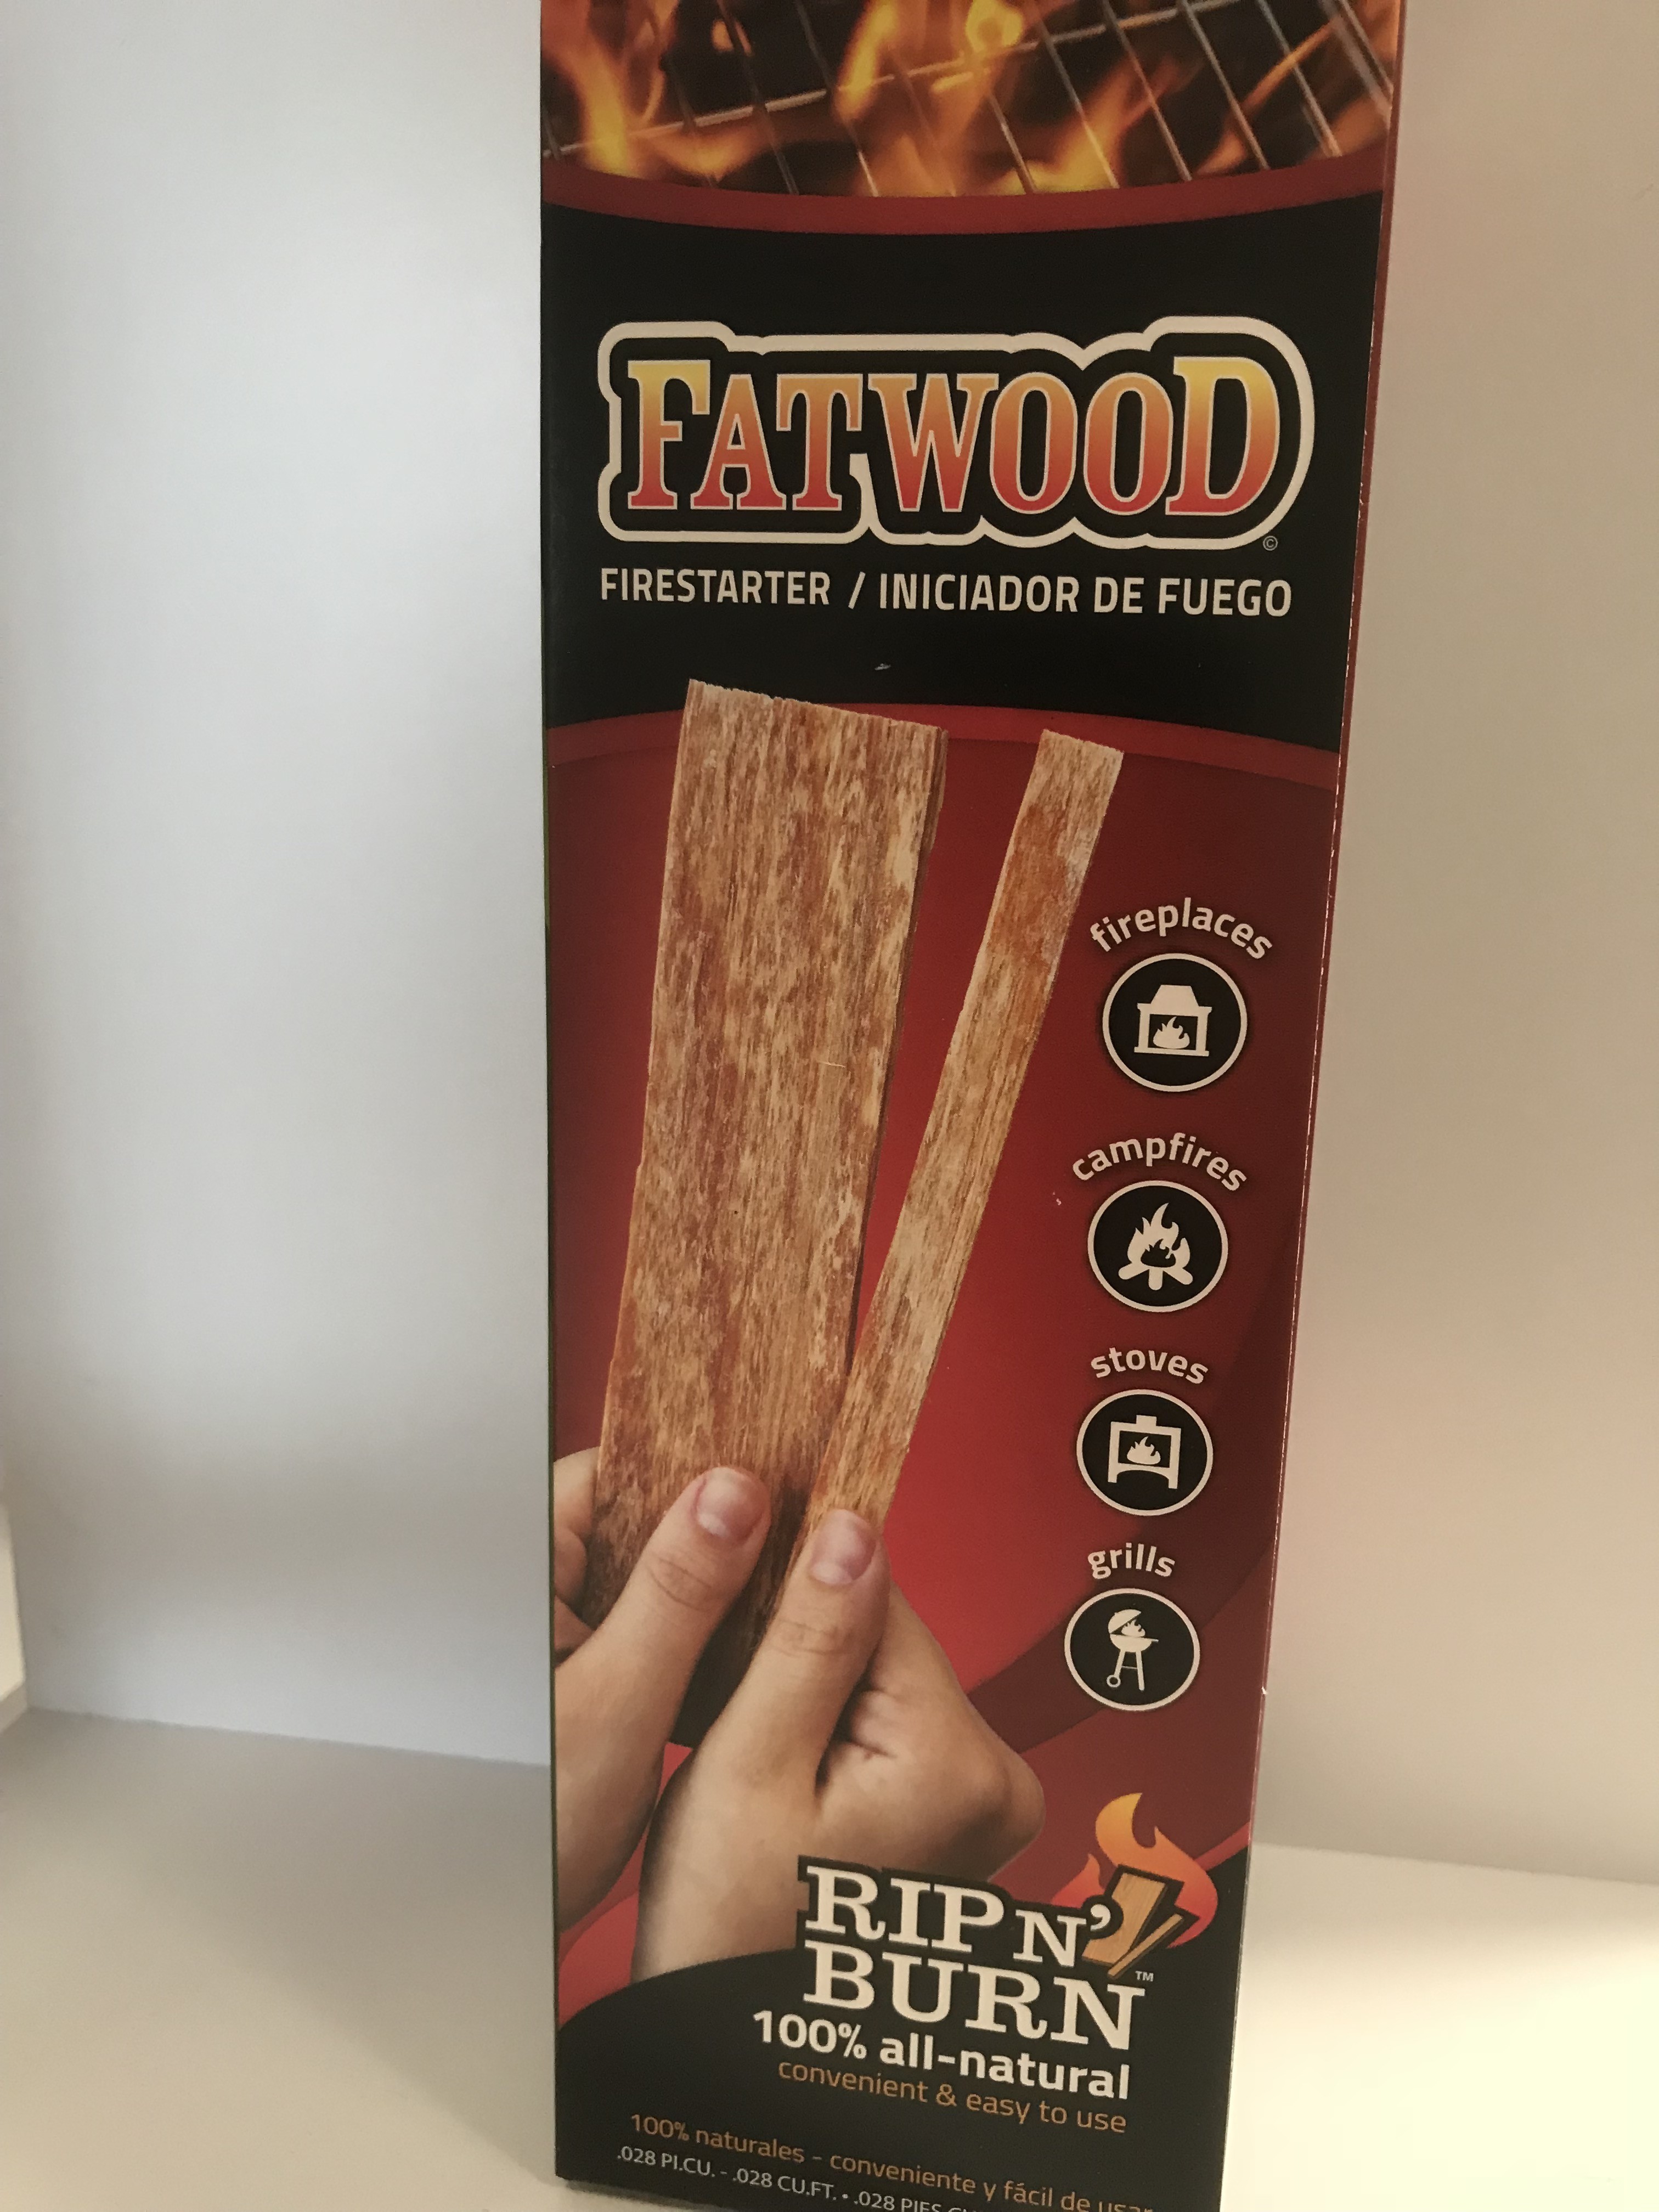 FATWOOD
©
FIRESTARTER / INICIADOR DE FUEGO
fireplaces
campfires
stoves
grills
RIP N'
BURN™
100% all-natural
convenient & easy to use
100% naturales - conveniente y fácil de usar
.028 PI.CU. - .028 CU.FT. • .028 PIES